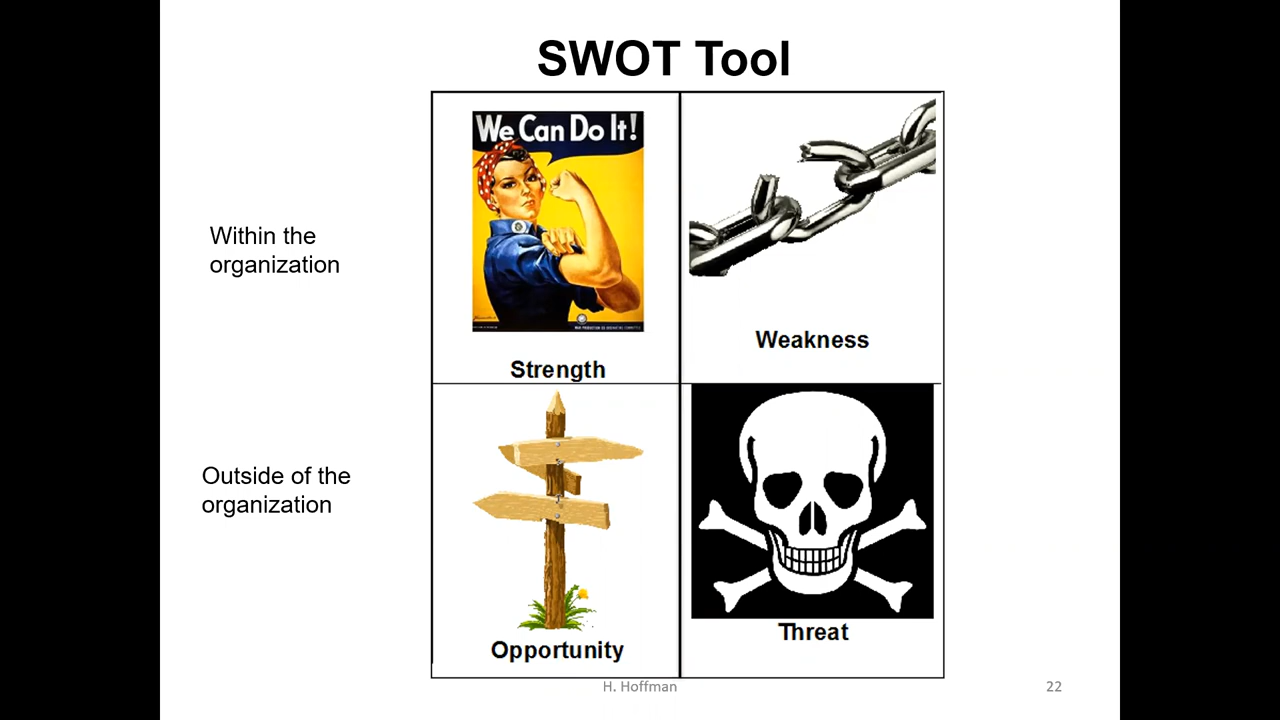 SWOT Tool
We Can Do It!
Within the
organization
Strength
Weakness
Outside of the
organization
Opportunity
Threat
H. Hoffman
22